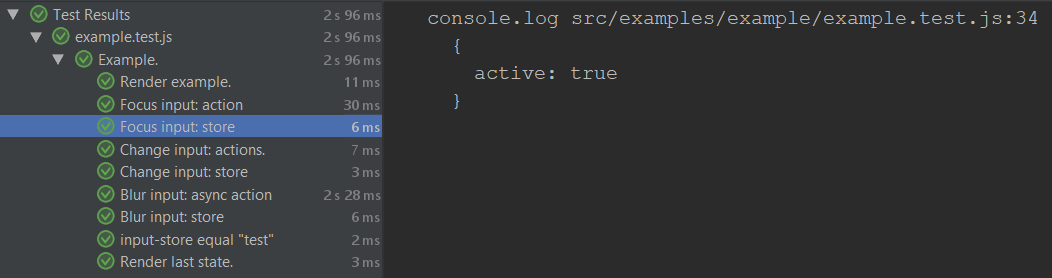 Test Results 2 s 96 ms
example.test.js 2 s 96 ms
Example. 2 s 96 ms
Render example. 11 ms
Focus input: action 30 ms
Focus input: store 6 ms
Change input: actions. 7 ms
Change input: store 3 ms
Blur input: async action 2 s 28 ms
Blur input: store 6 ms
input-store equal "test" 2 ms
Render last state. 3 ms
console.log src/examples/example/example.test.js:34
{
active: true
}